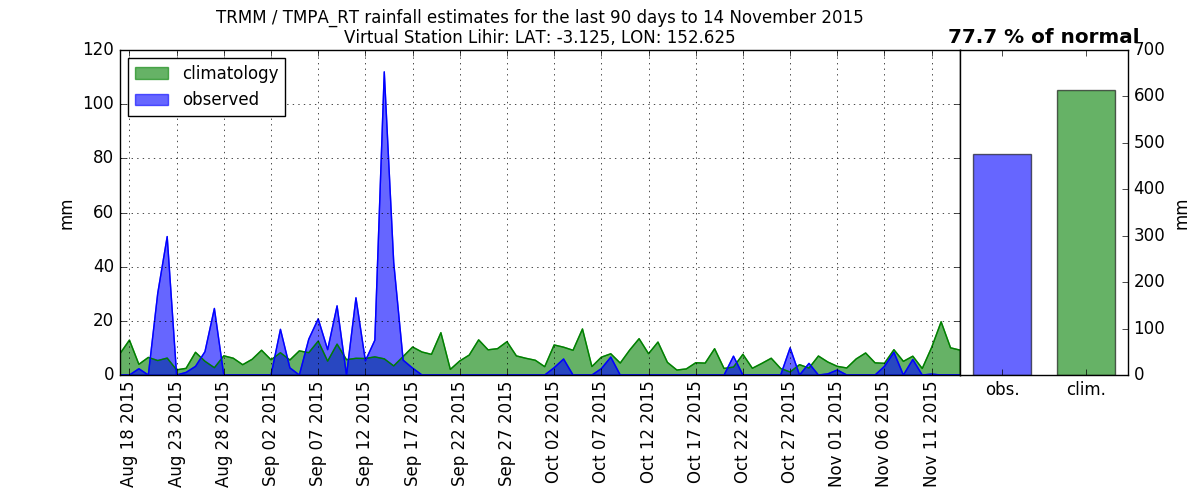 TRMM / TMPA_RT rainfall estimates for the last 90 days to 14 November 2015
Virtual Station Lihir: LAT: -3.125, LON: 152.625
77.7 % of normal
climatology
observed
120
100
80
60
40
20
0
mm
Aug 18 2015
Aug 23 2015
Aug 28 2015
Sep 02 2015
Sep 07 2015
Sep 12 2015
Sep 17 2015
Sep 22 2015
Sep 27 2015
Oct 02 2015
Oct 07 2015
Oct 12 2015
Oct 17 2015
Oct 22 2015
Oct 27 2015
Nov 01 2015
Nov 06 2015
Nov 11 2015
700
600
500
400
300
200
100
0
mm
obs.
clim.